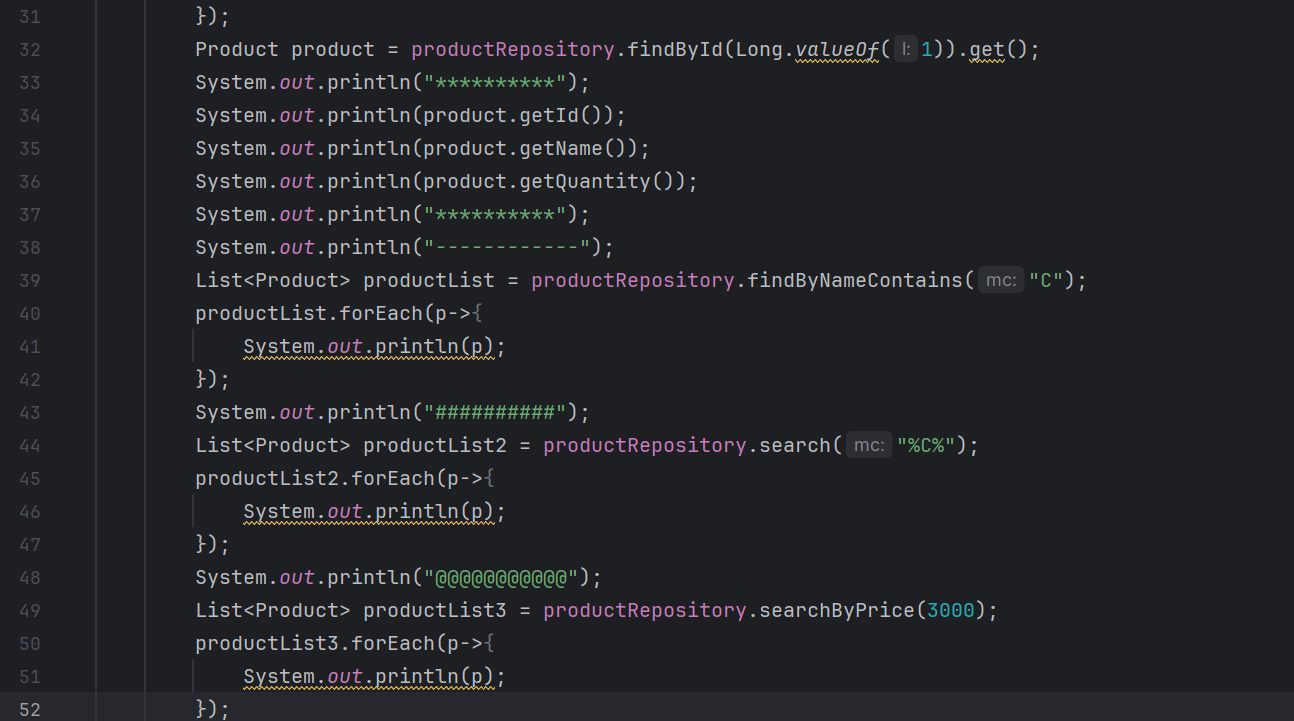 31 });
32 Product product = productRepository.findById(Long.valueOf( l: 1)).get();
33 System.out.println("**********");
34 System.out.println(product.getId());
35 System.out.println(product.getName());
36 System.out.println(product.getQuantity());
37 System.out.println("**********");
38 System.out.println("------------");
39 List<Product> productList = productRepository.findByNameContains( mc: "C");
40 productList.forEach(p->{
41 System.out.println(p);
42 });
43 System.out.println("##########");
44 List<Product> productList2 = productRepository.search( mc: "%C%");
45 productList2.forEach(p->{
46 System.out.println(p);
47 });
48 System.out.println("@@@@@@@@@@@");
49 List<Product> productList3 = productRepository.searchByPrice(3000);
50 productList3.forEach(p->{
51 System.out.println(p);
52 });